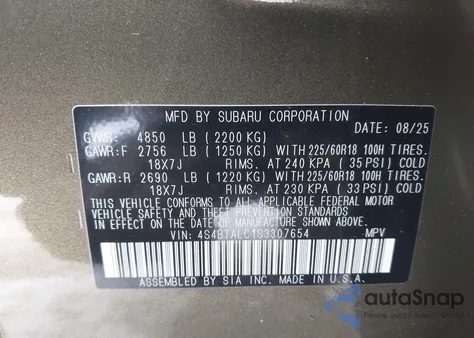 MFD BY SUBARU CORPORATION
GVWR: 4850 LB (2200 KG) DATE: 08/25
GAWR:F 2756 LB (1250 KG) WITH 225/60R18 100H TIRES,
18X7J RIMS. AT 240 KPA (35 PSI) COLD
GAWR:R 2690 LB (1220 KG) WITH 225/60R18 100H TIRES,
18X7J RIMS. AT 230 KPA (33 PSI) COLD
THIS VEHICLE CONFORMS TO ALL APPLICABLE FEDERAL MOTOR
VEHICLE SAFETY AND THEFT PREVENTION STANDARDS
IN EFFECT ON THE DATE OF MANUFACTURE SHOWN ABOVE.
VIN: 4S4BTALC1S3307654 MPV
ASSEMBLED BY SIA INC. MADE IN U.S.A.
autoSnap